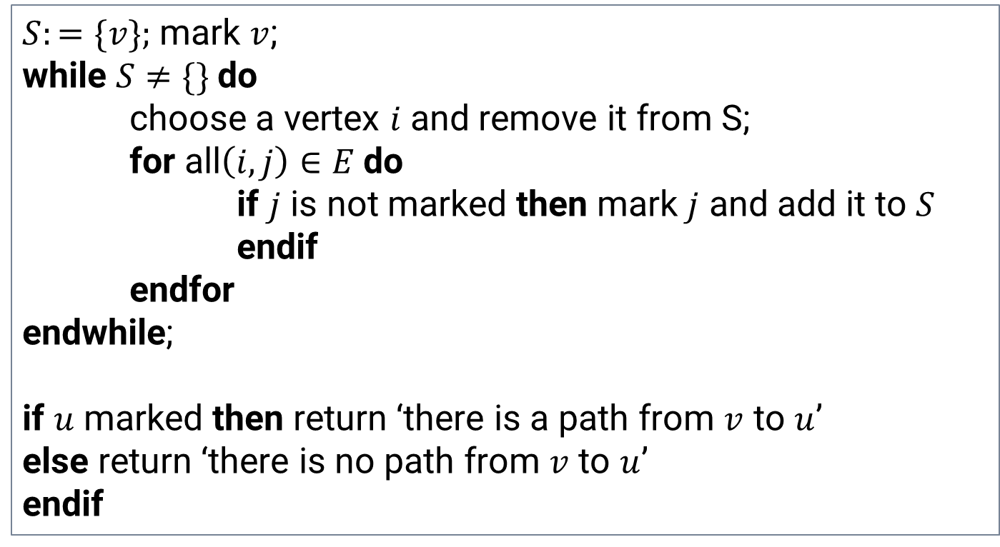 S: = {v}; mark v;
while S ≠ {} do
choose a vertex i and remove it from S;
for all(i, j) ∈ E do
if j is not marked then mark j and add it to S
endif
endfor
endwhile;
if u marked then return ‘there is a path from v to u’
else return ‘there is no path from v to u’
endif